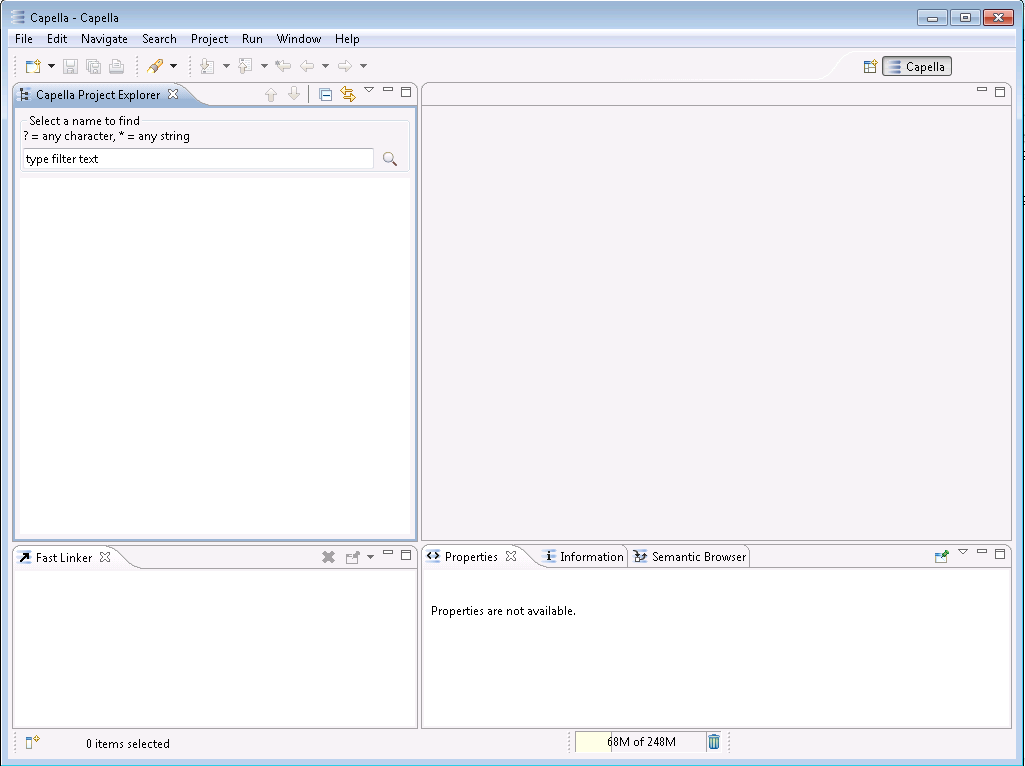 Capella - Capella
File Edit Navigate Search Project Run Window Help
Capella
Capella Project Explorer
Select a name to find
? = any character, * = any string
type filter text
Fast Linker
Properties Information Semantic Browser
Properties are not available.
0 items selected
68M of 248M